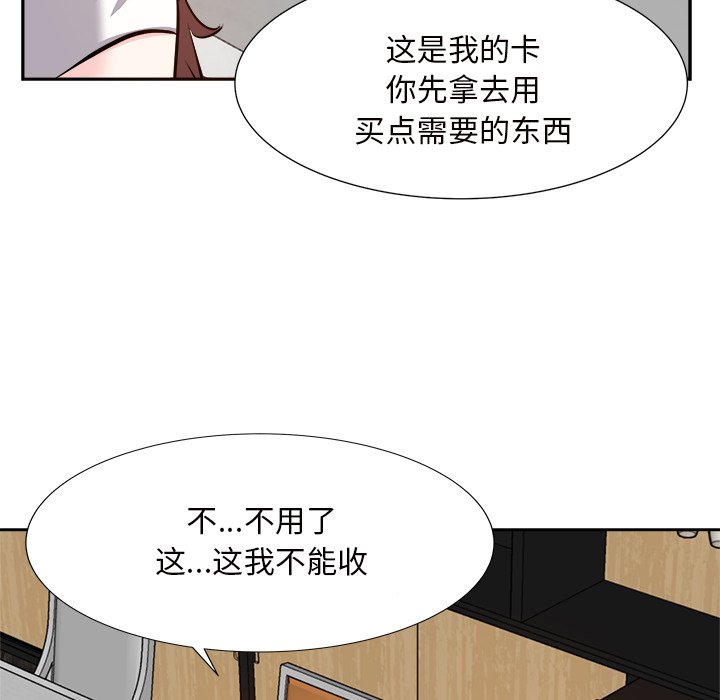 这是我的卡
你先拿去用
买点需要的东西
不...不用了
这...这我不能收